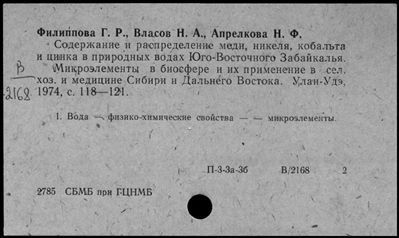 Филиппова Г. Р., Власов Н. А., Апрелкова Н. Ф.
Содержание и распределение меди, никеля, кобальта
и цинка в природных водах Юго-Восточного Забайкалья.
В Микроэлементы в биосфере и их применение в сел.
хоз. и медицине Сибири и Дальнего Востока. Улан-Удэ,
2168 1974, с. 118—121.
1. Вода — физико-химические свойства — — микроэлементы.
П-3-3а-3б В/2168 2
2785 СБМБ при ГЦНМБ